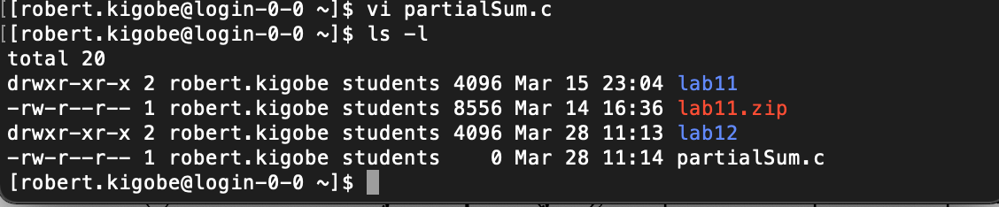 [[robert.kigobe@login-0-0 ~]$ vi partialSum.c
[[robert.kigobe@login-0-0 ~]$ ls -l
total 20
drwxr-xr-x 2 robert.kigobe students 4096 Mar 15 23:04 lab11
-rw-r--r-- 1 robert.kigobe students 8556 Mar 14 16:36 lab11.zip
drwxr-xr-x 2 robert.kigobe students 4096 Mar 28 11:13 lab12
-rw-r--r-- 1 robert.kigobe students    0 Mar 28 11:14 partialSum.c
[robert.kigobe@login-0-0 ~]$